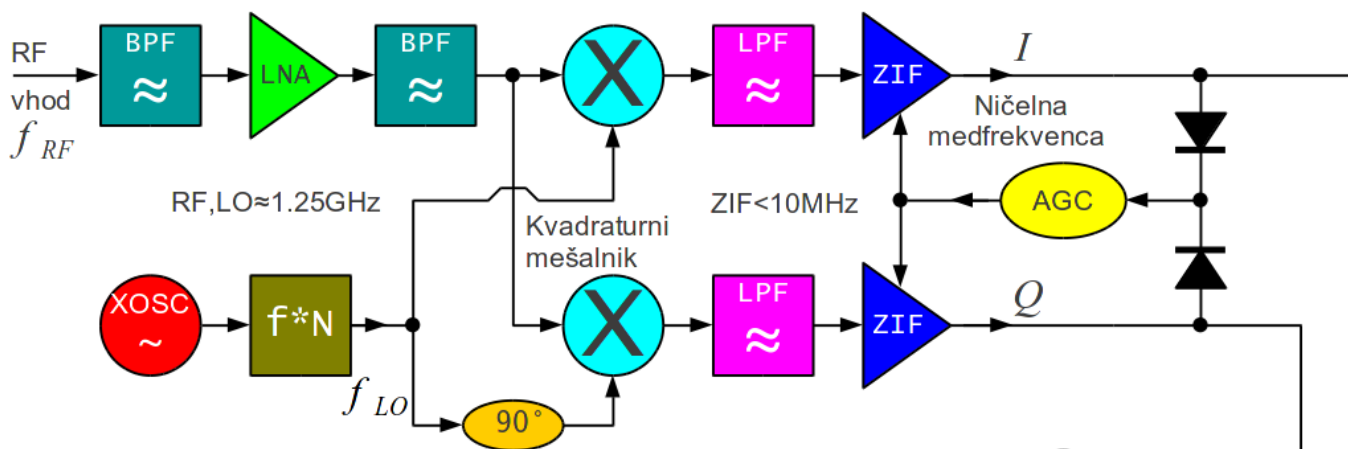 RF
vhod
f RF
BPF
≈
LNA
BPF
≈
X
LPF
≈
ZIF
I
Ničelna
medfrekvenca
RF,LO≈1.25GHz
Kvadraturni
mešalnik
ZIF<10MHz
AGC
XOSC
~
f*N
f LO
90°
X
LPF
≈
ZIF
Q